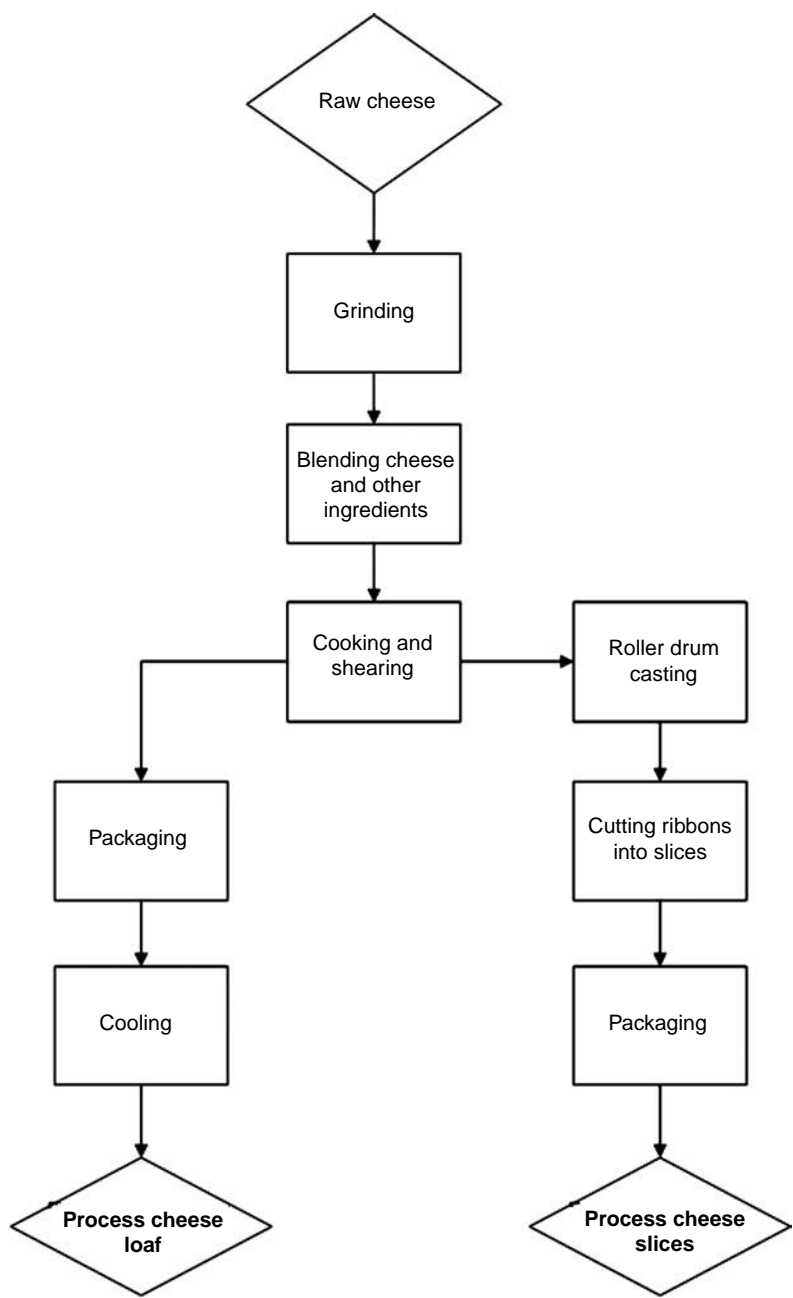 Raw cheese
Grinding
Blending cheese
and other
ingredients
Cooking and
shearing
Roller drum
casting
Packaging
Cutting ribbons
into slices
Cooling
Packaging
Process cheese
loaf
Process cheese
slices